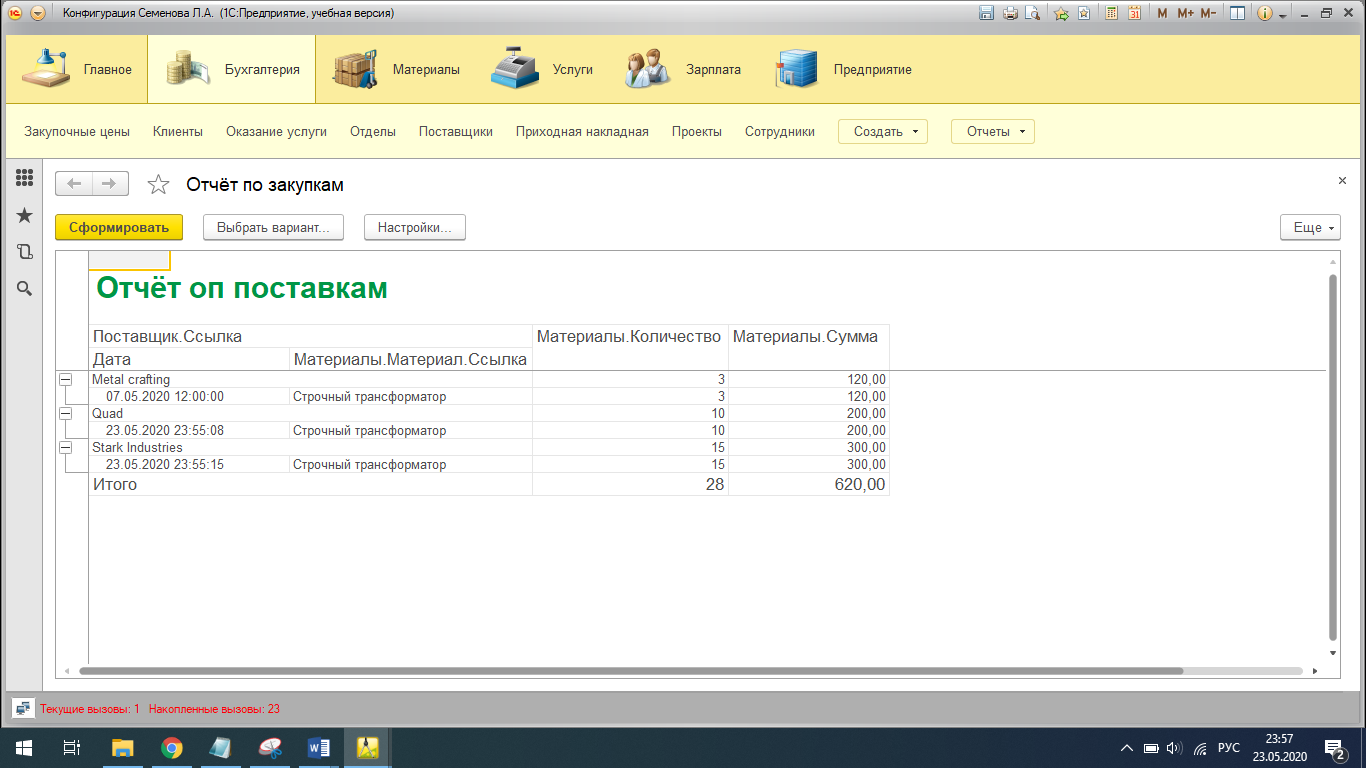 Конфигурация Семенова Л.А. (1С:Предприятие, учебная версия) M M+ M-
Главное Бухгалтерия Материалы Услуги Зарплата Предприятие
Закупочные цены Клиенты Оказание услуги Отделы Поставщики Приходная накладная Проекты Сотрудники Создать Отчеты
Отчёт по закупкам
Сформировать Выбрать вариант... Настройки... Еще
Отчёт оп поставкам
Поставщик.Ссылка Материалы.Количество Материалы.Сумма
Дата Материалы.Материал.Ссылка
Metal crafting 3 120,00
07.05.2020 12:00:00 Строчный трансформатор 3 120,00
Quad 10 200,00
23.05.2020 23:55:08 Строчный трансформатор 10 200,00
Stark Industries 15 300,00
23.05.2020 23:55:15 Строчный трансформатор 15 300,00
Итого 28 620,00
Текущие вызовы: 1 Накопленные вызовы: 23
РУС 23:57
23.05.2020 2